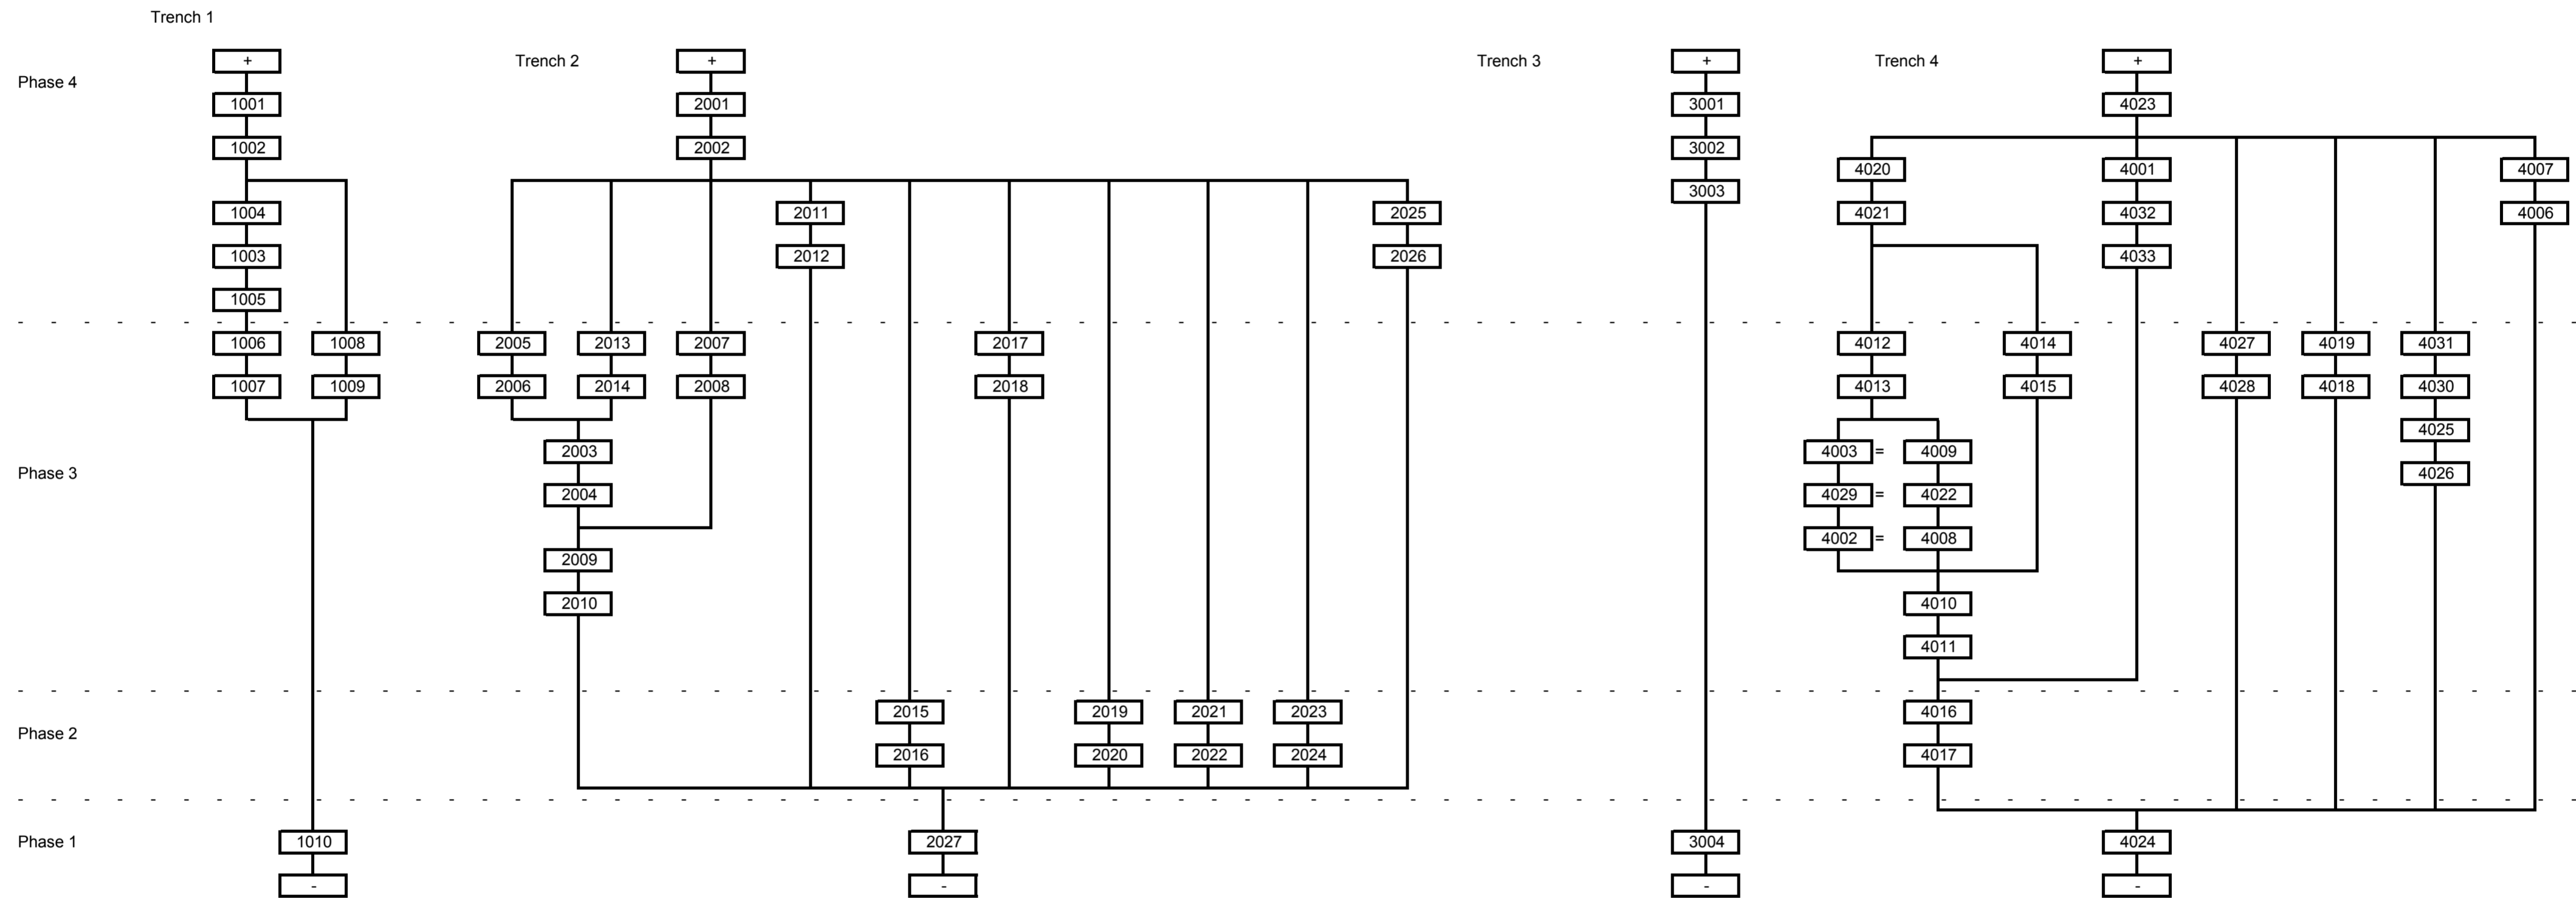 Trench 1
+ Trench 2 + Trench 3 + Trench 4 +
Phase 4
1001 2001 3001 4023
1002 2002 3002
4020 4001 4007
3003
1004 2011 2025 4021 4032 4006
1003 2012 2026 4033
1005
- - - - - - - - - - - - - - - - - - - - - - - - - - - - - - - - - - - - - - - - - - - - - - - - - - - - - - - - - - - - - - - - - - - - - - - - - - - - - -
1006 1008 2005 2013 2007 2017 4012 4014 4027 4019 4031
1007 1009 2006 2014 2008 2018 4013 4015 4028 4018 4030
4025
2003 4003 = 4009
Phase 3 4026
2004 4029 = 4022
4002 = 4008
2009
2010 4010
4011
- - - - - - - - - - - - - - - - - - - - - - - - - - - - - - - - - - - - - - - - - - - - - - - - - - - - - - - - - - - - - - - - - - - - - - - - - - - - - -
2015 2019 2021 2023 4016
Phase 2
2016 2020 2022 2024 4017
- - - - - - - - - - - - - - - - - - - - - - - - - - - - - - - - - - - - - - - - - - - - - - - - - - - - - - - - - - - - - - - - - - - - - - - - - - - - - -
Phase 1 1010 2027 3004 4024
- - - -